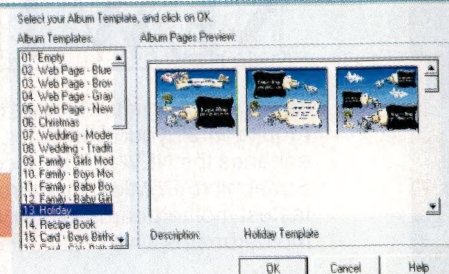 Select your Album Template, and click on OK.
Album Templates:
Album Pages Preview:
01. Empty
02. Web Page - Blue
03. Web Page - Brow
04. Web Page - Gray
05. Web Page - New
06. Christmas
07. Wedding - Moder
08. Wedding - Traditi
09. Family - Girls Mod
10. Family - Boys Mo
11. Family - Baby Boy
12. Family - Baby Girl
13. Holiday
14. Recipe Book
15. Card - Boys Birth
Description:
Holiday Template
OK
Cancel
Help